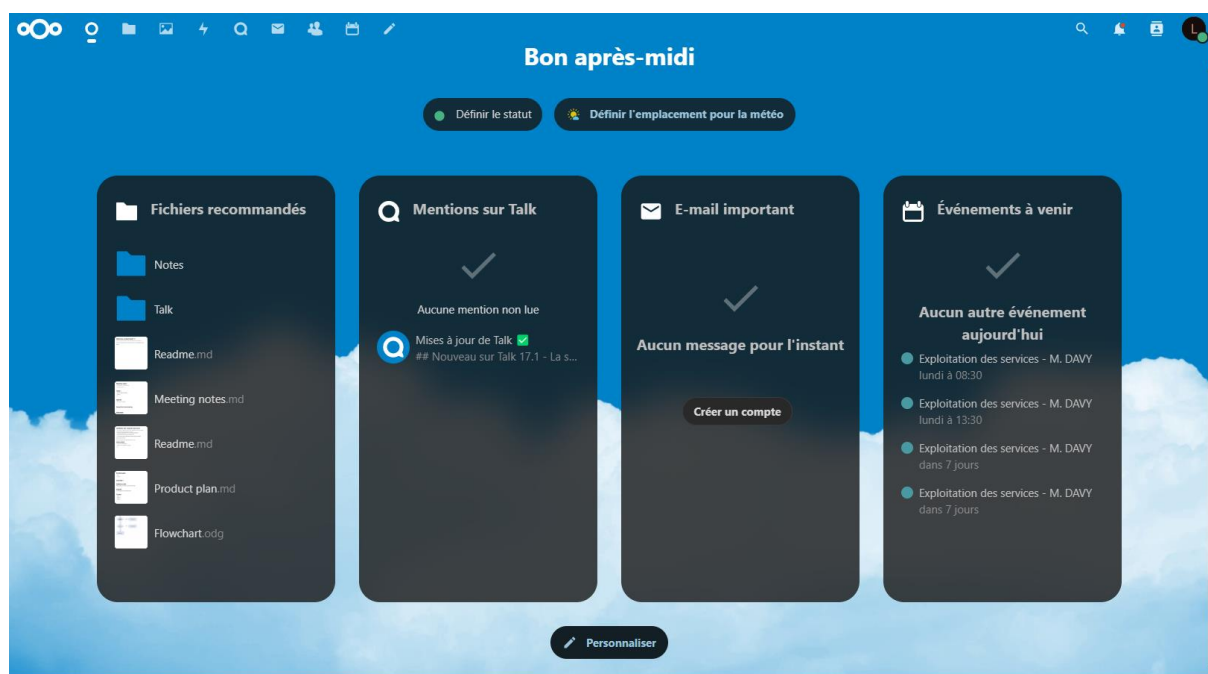 L
Bon après-midi
Définir le statut
Définir l'emplacement pour la météo
Fichiers recommandés
Notes
Talk
Readme.md
Meeting notes.md
Readme.md
Product plan.md
Flowchart.odg
Mentions sur Talk
Aucune mention non lue
Mises à jour de Talk ✅
## Nouveau sur Talk 17.1 - La s...
E-mail important
Aucun message pour l'instant
Créer un compte
Événements à venir
Aucun autre événement
aujourd'hui
Exploitation des services - M. DAVY
lundi à 08:30
Exploitation des services - M. DAVY
lundi à 13:30
Exploitation des services - M. DAVY
dans 7 jours
Exploitation des services - M. DAVY
dans 7 jours
Personnaliser